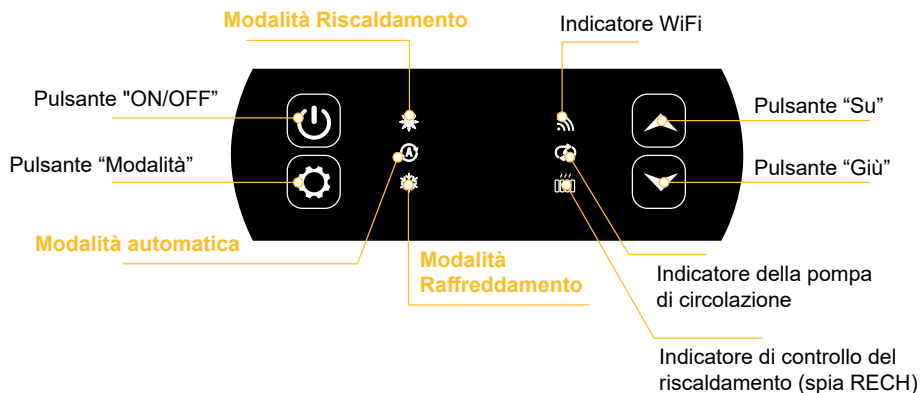 Modalità Riscaldamento
Indicatore WiFi
Pulsante "ON/OFF”
Pulsante “Su”
A
Pulsante “Modalità”
Pulsante “Giù”
Modalità automatica
Modalità
Raffreddamento
Indicatore della pompa
di circolazione
Indicatore di controllo del
riscaldamento (spia RECH)